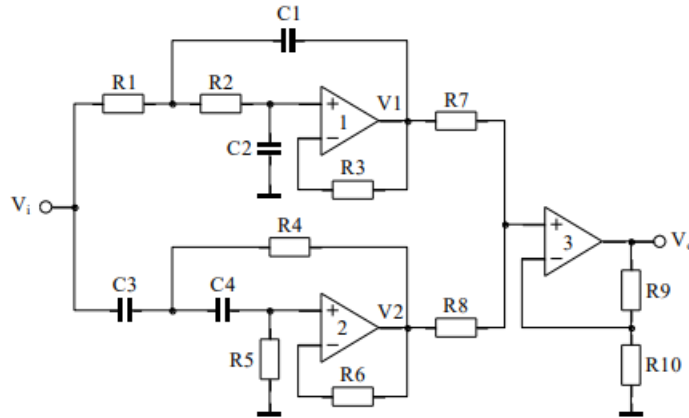 C1
R1
R2
V1
R7
+
1
−
C2
R3
Vi
R4
+
3
−
C3
C4
V2
R8
R9
+
2
−
R5
R6
R10